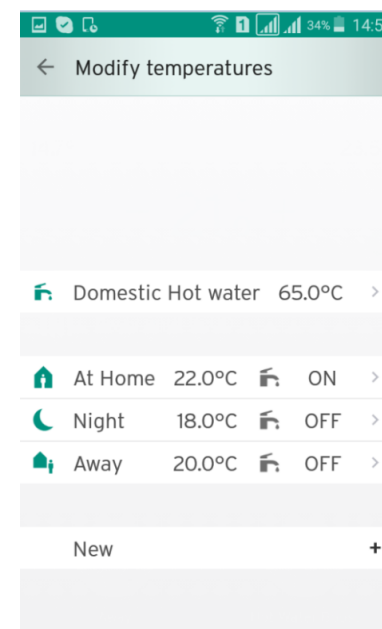 1 34% 14:5
Modify temperatures
Domestic Hot water 65.0°C
At Home 22.0°C ON
Night 18.0°C OFF
Away 20.0°C OFF
New +